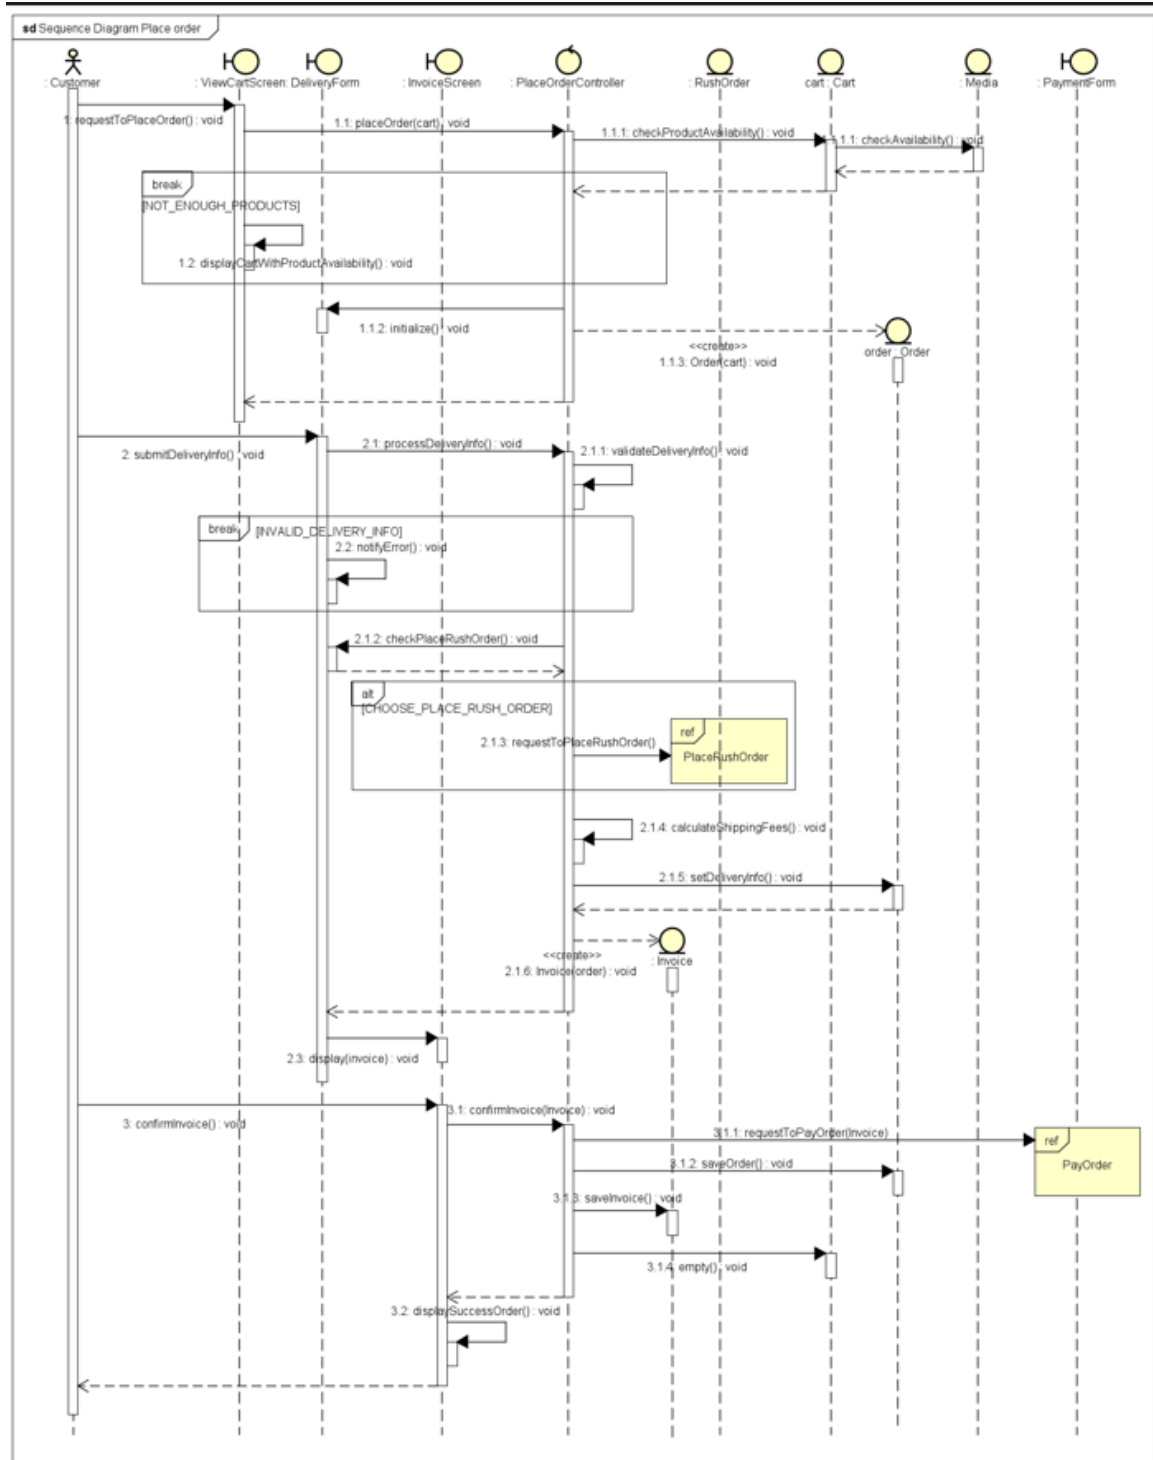 sd Sequence Diagram Place order
: Customer
: ViewCartScreen
: DeliveryForm
: InvoiceScreen
: PlaceOrderController
: RushOrder
cart : Cart
: Media
: PaymentForm
1: requestToPlaceOrder() : void
1.1: placeOrder(cart) : void
1.1.1: checkProductAvailability() : void
1.1.1.1: checkAvailability() : void
break
[NOT_ENOUGH_PRODUCTS]
1.2: displayCartWithProductAvailability() : void
1.1.2: initialize() : void
<<create>>
1.1.3: Order(cart) : void
order : Order
2: submitDeliveryInfo() : void
2.1: processDeliveryInfo() : void
2.1.1: validateDeliveryInfo() : void
break
[INVALID_DELIVERY_INFO]
2.2: notifyError() : void
2.1.2: checkPlaceRushOrder() : void
alt
[CHOOSE_PLACE_RUSH_ORDER]
2.1.3: requestToPlaceRushOrder()
ref
PlaceRushOrder
2.1.4: calculateShippingFees() : void
2.1.5: setDeliveryInfo() : void
<<create>>
2.1.6: Invoice(order) : void
: Invoice
2.3: display(invoice) : void
3: confirmInvoice() : void
3.1: confirmInvoice(Invoice) : void
3.1.1: requestToPayOrder(Invoice)
ref
PayOrder
3.1.2: saveOrder() : void
3.1.3: saveInvoice() : void
3.1.4: empty() : void
3.2: displaySuccessOrder() : void